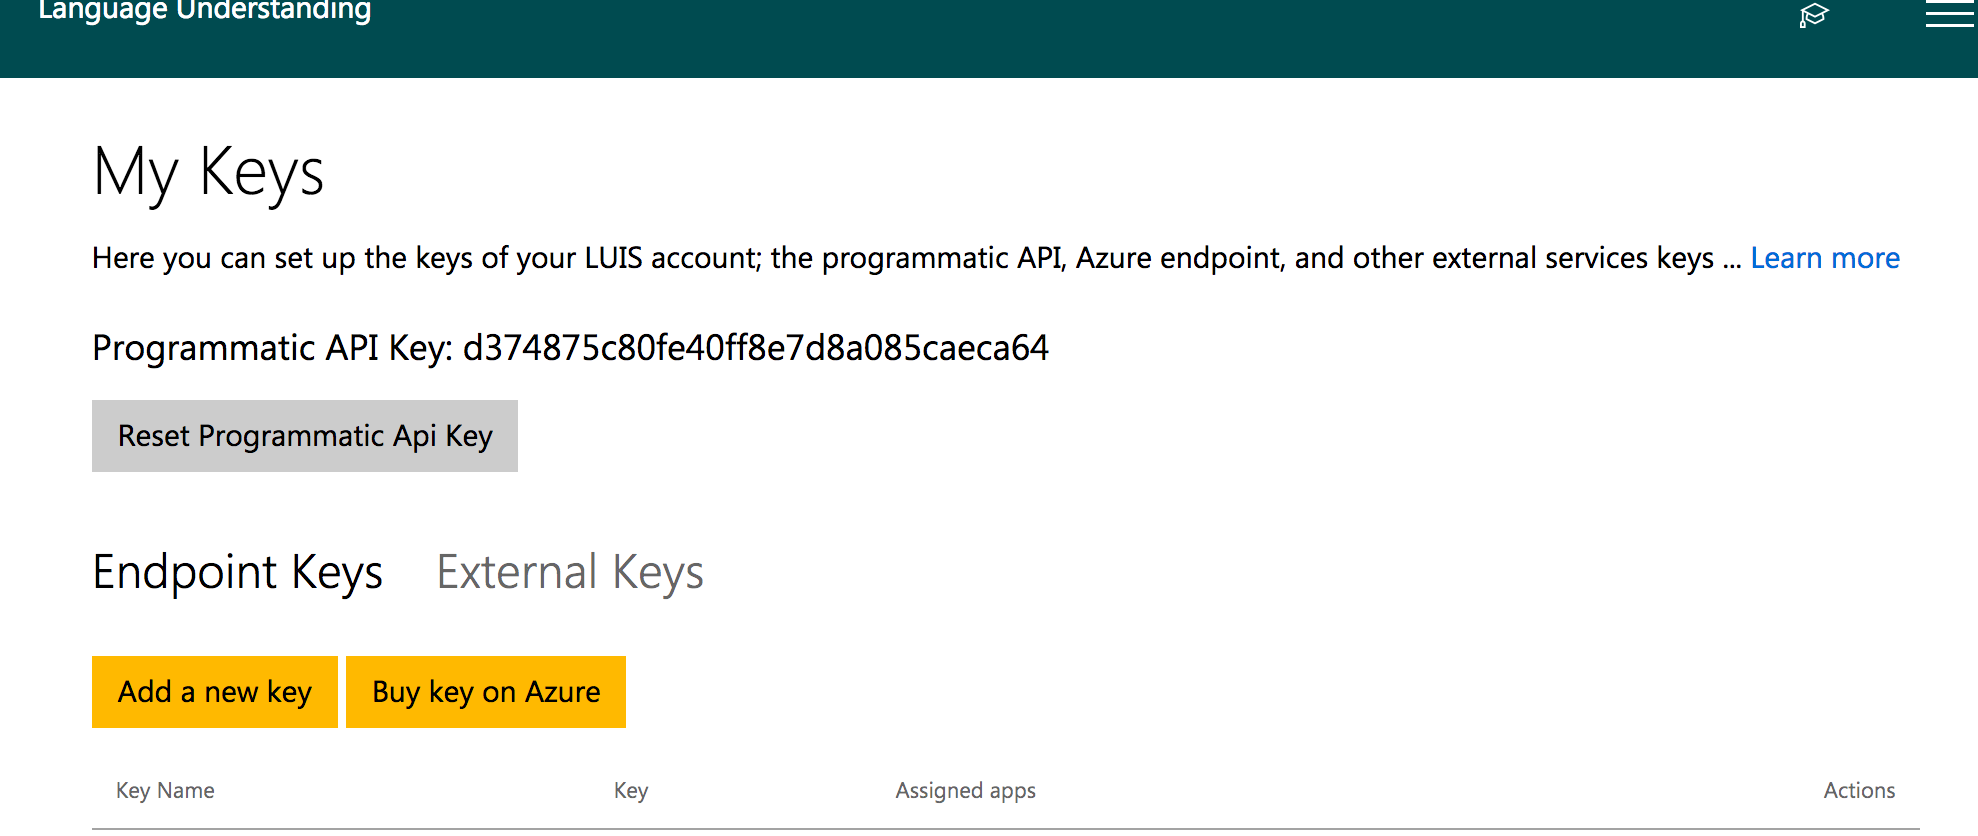 Language Understanding
My Keys
Here you can set up the keys of your LUIS account; the programmatic API, Azure endpoint, and other external services keys ... Learn more
Programmatic API Key: d374875c80fe40ff8e7d8a085caeca64
Reset Programmatic Api Key
Endpoint Keys External Keys
Add a new key Buy key on Azure
Key Name Key Assigned apps Actions